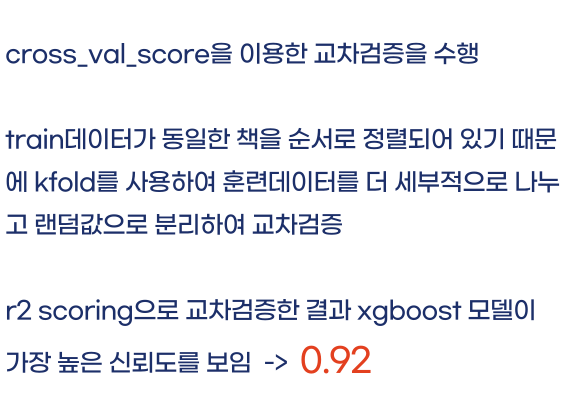 cross_val_score을 이용한 교차검증을 수행
train데이터가 동일한 책을 순서로 정렬되어 있기 때문
에 kfold를 사용하여 훈련데이터를 더 세부적으로 나누
고 랜덤값으로 분리하여 교차검증
r2 scoring으로 교차검증한 결과 xgboost 모델이
가장 높은 신뢰도를 보임 -> 0.92